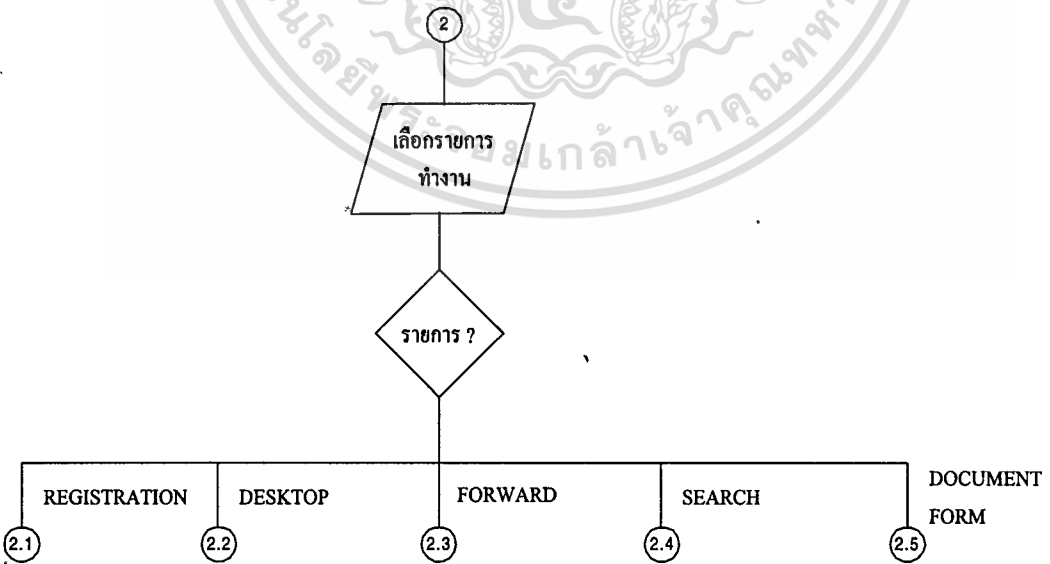 2
เลือกรายการ
ทำงาน
รายการ ?
REGISTRATION
DESKTOP
FORWARD
SEARCH
DOCUMENT
FORM
2.1
2.2
2.3
2.4
2.5